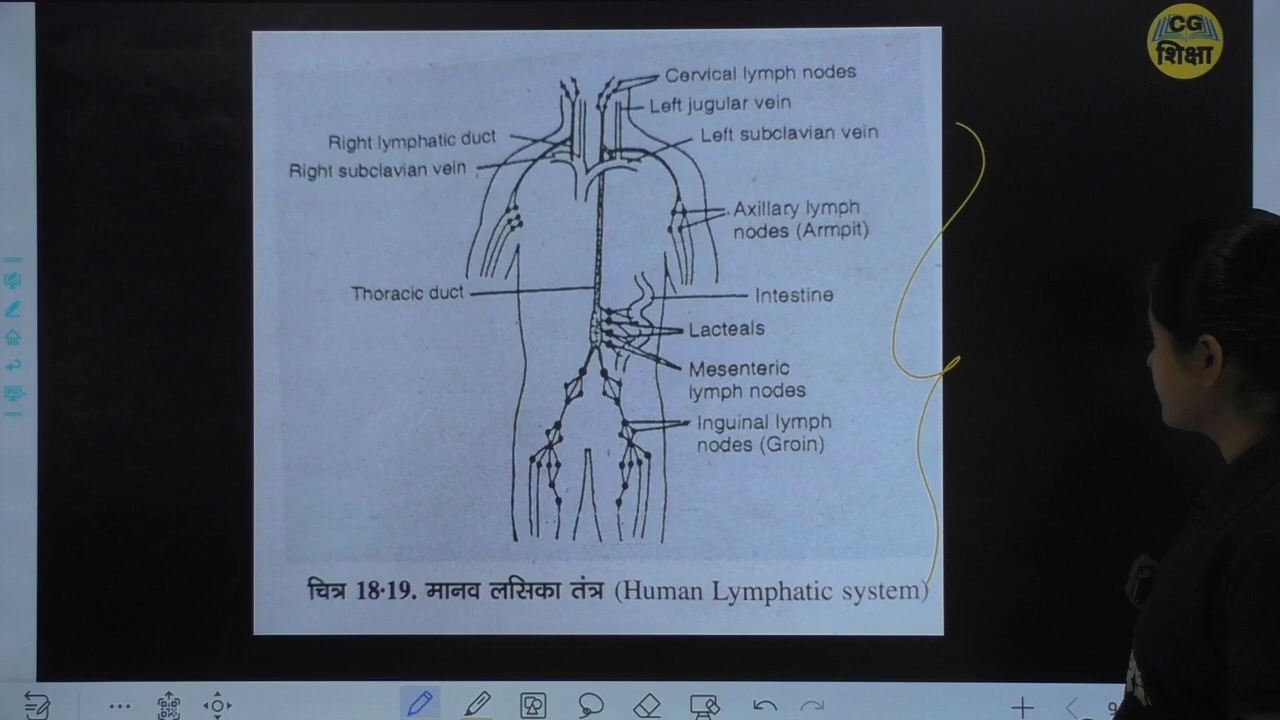 CG
शिक्षा
Cervical lymph nodes
Left jugular vein
Right lymphatic duct
Left subclavian vein
Right subclavian vein
Axillary lymph
nodes (Armpit)
Thoracic duct
Intestine
Lacteals
Mesenteric
lymph nodes
Inguinal lymph
nodes (Groin)
चित्र 18·19. मानव लसिका तंत्र (Human Lymphatic system)